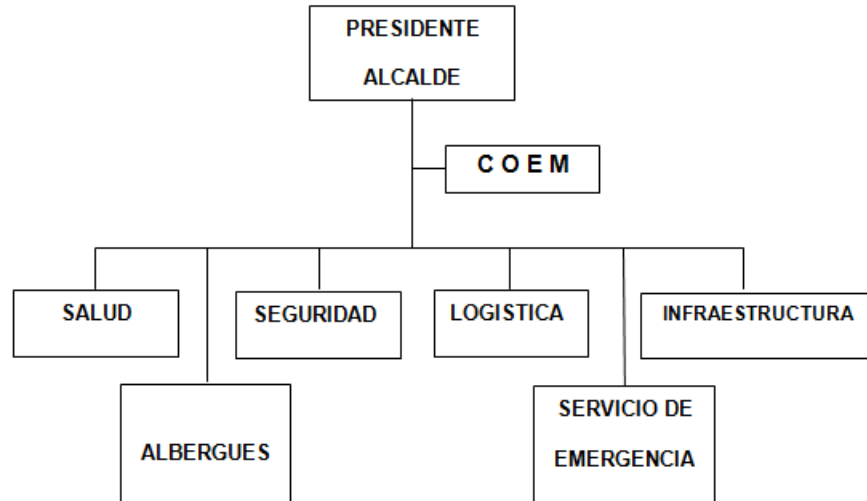 PRESIDENTE
ALCALDE
C O E M
SALUD
SEGURIDAD
LOGISTICA
INFRAESTRUCTURA
ALBERGUES
SERVICIO DE
EMERGENCIA